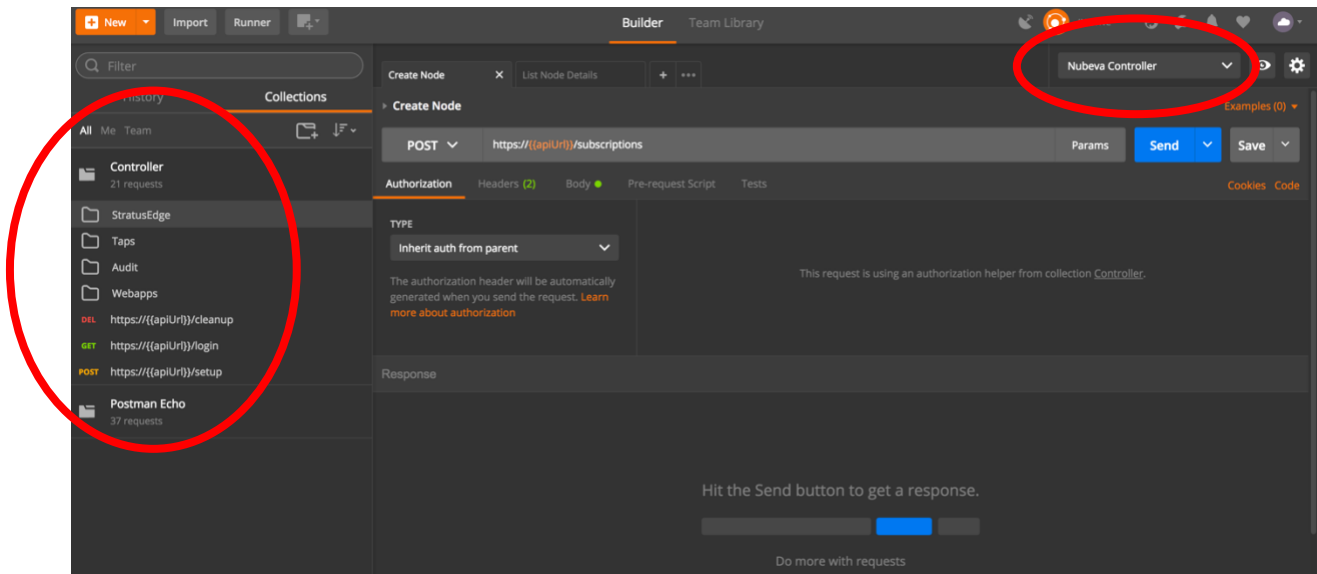 New
Import
Runner
Builder
Team Library
Filter
History
Collections
All Me Team
Controller
21 requests
StratusEdge
Taps
Audit
Webapps
DEL https://{{apiUrl}}/cleanup
GET https://{{apiUrl}}/login
POST https://{{apiUrl}}/setup
Postman Echo
37 requests
Create Node
List Node Details
Nubeva Controller
Create Node
Examples (0)
POST
https://{{apiUrl}}/subscriptions
Params
Send
Save
Authorization
Headers (2)
Body
Pre-request Script
Tests
Cookies
Code
TYPE
Inherit auth from parent
The authorization header will be automatically
generated when you send the request. Learn
more about authorization
This request is using an authorization helper from collection Controller.
Response
Hit the Send button to get a response.
Do more with requests